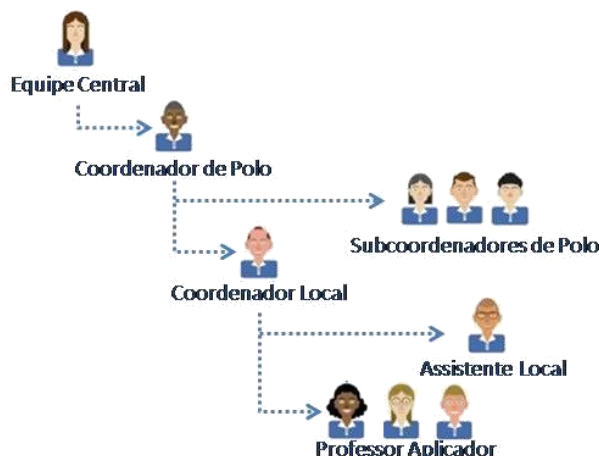 Equipe Central
Coordenador de Polo
Subcoordenadores de Polo
Coordenador Local
Assistente Local
Professor Aplicador